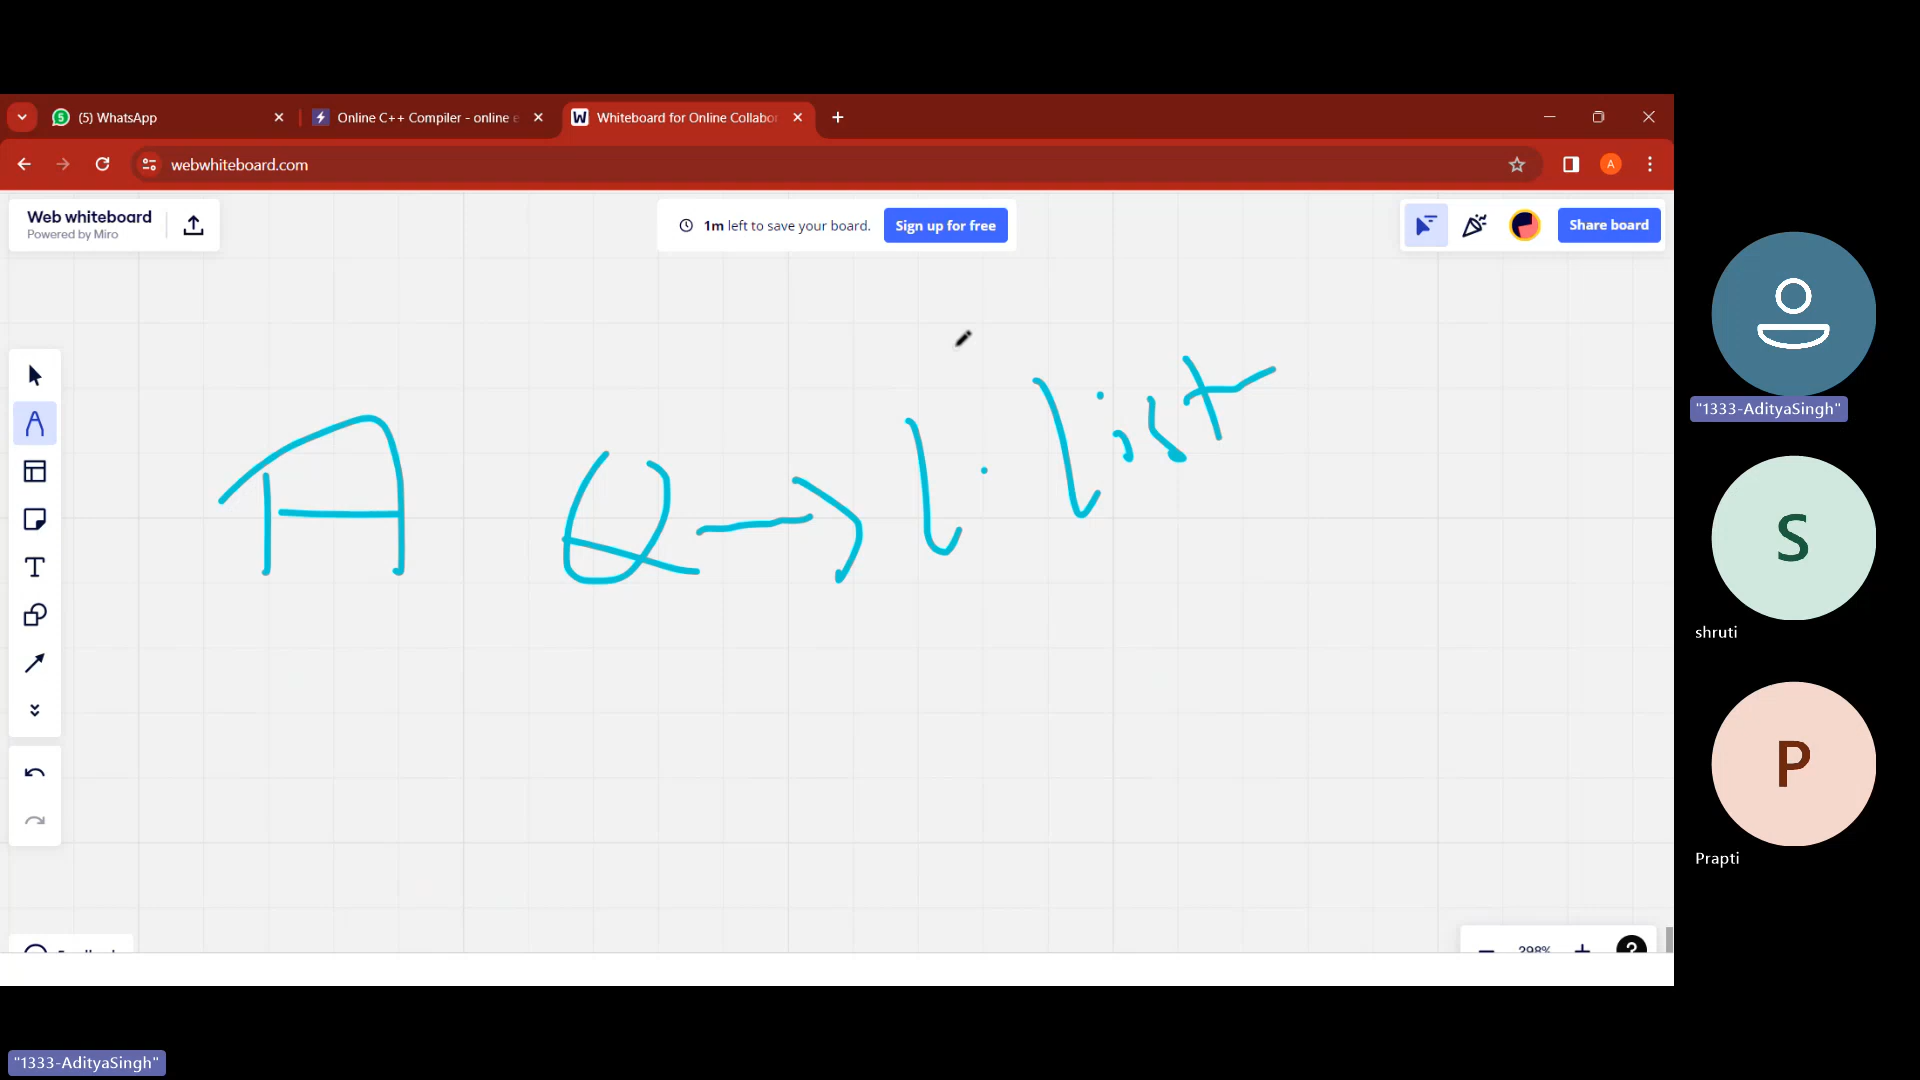 (5) WhatsApp
Online C++ Compiler - online e
Whiteboard for Online Collabor
webwhiteboard.com
A
Web whiteboard
Powered by Miro
1m left to save your board.
Sign up for free
Share board
A Q → l. list
"1333-AdityaSingh"
S
shruti
P
Prapti
298%
"1333-AdityaSingh"